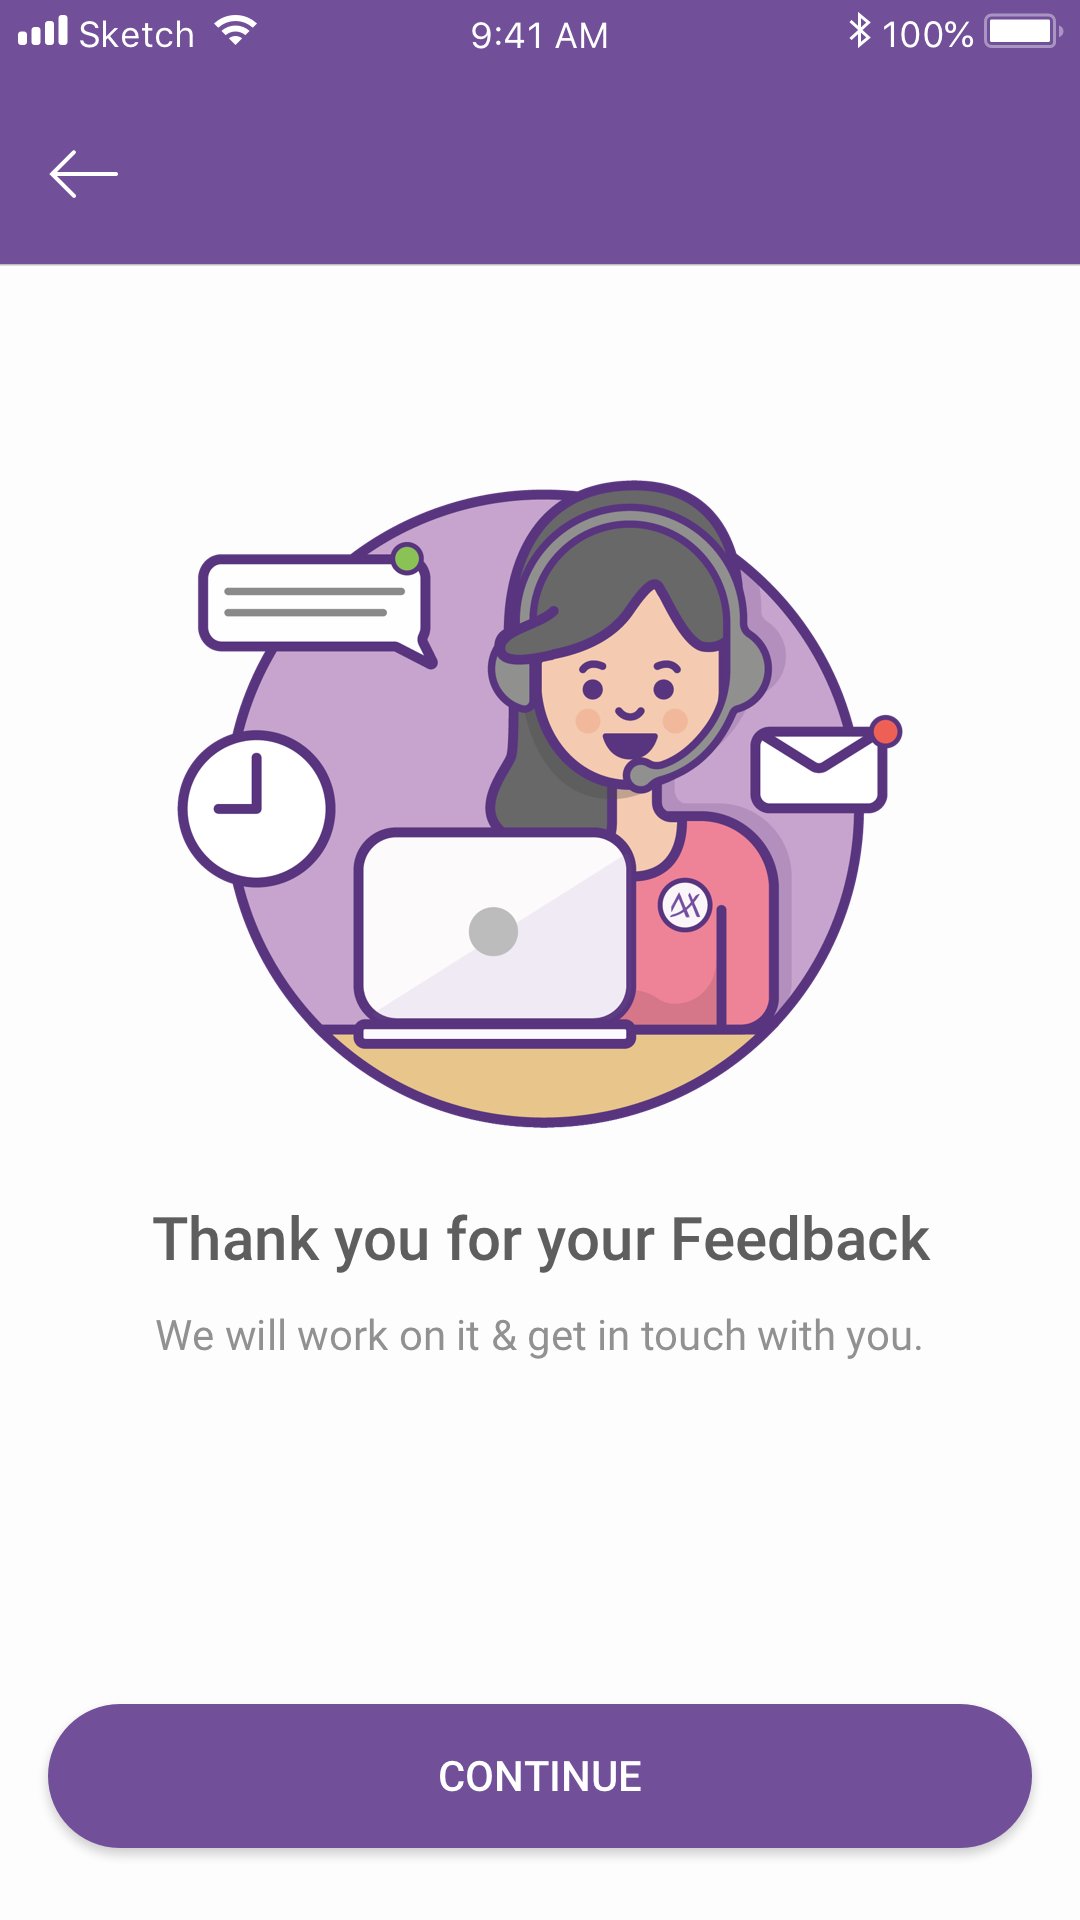 Sketch 9:41 AM 100%
AX
Thank you for your Feedback
We will work on it & get in touch with you.
CONTINUE